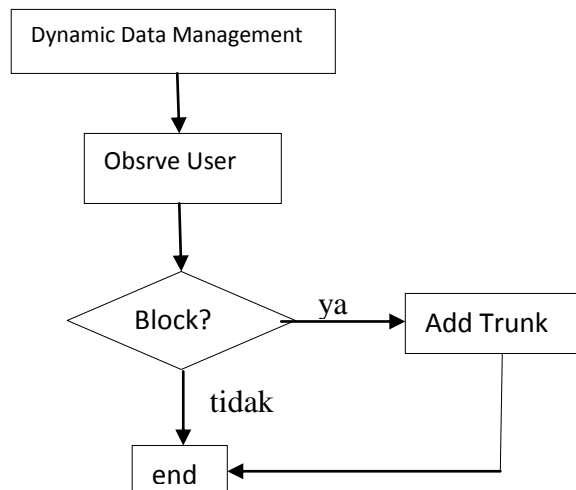 Dynamic Data Management
Obsrve User
Block?
ya
Add Trunk
tidak
end